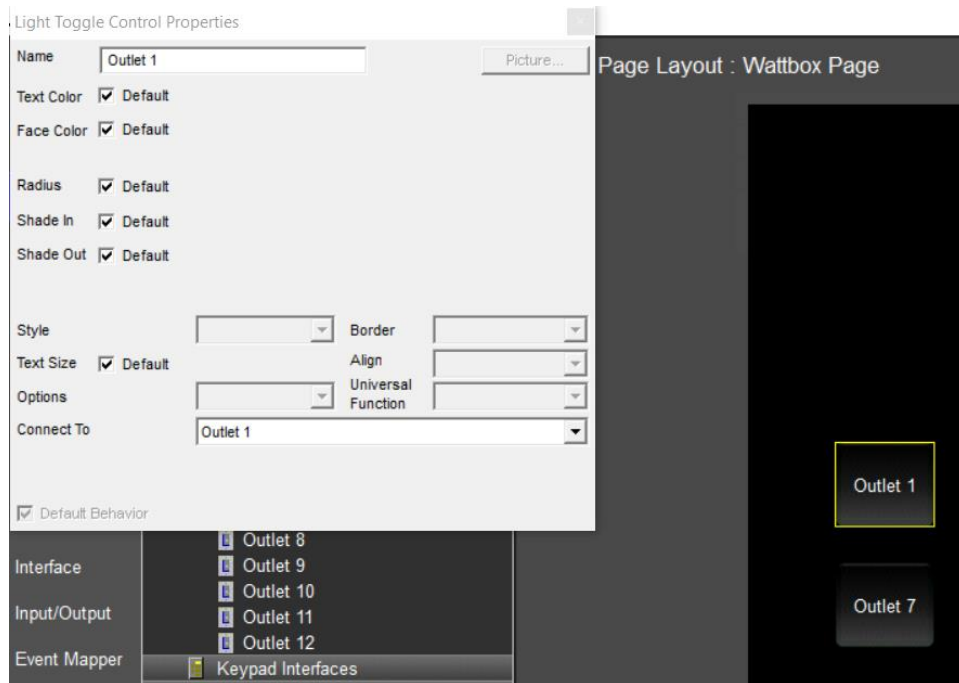 Light Toggle Control Properties
Name Outlet 1 Picture...
Text Color Default
Face Color Default
Radius Default
Shade In Default
Shade Out Default
Style Border
Text Size Default Align
Options Universal Function
Connect To Outlet 1
Default Behavior
Page Layout : Wattbox Page
Outlet 1
Outlet 7
Outlet 8
Interface Outlet 9
Outlet 10
Input/Output Outlet 11
Outlet 12
Event Mapper Keypad Interfaces